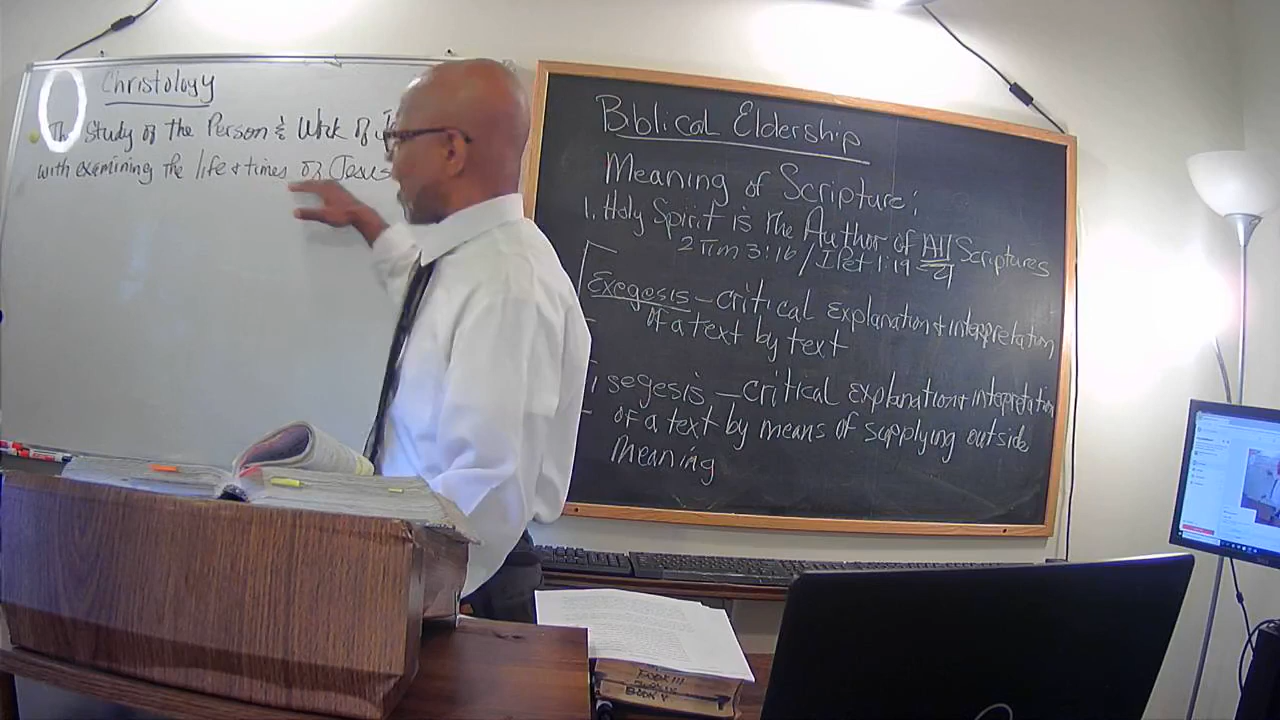 Christology
The Study of the Person & Work of
with examining the life & times of Jesus
Biblical Eldership
Meaning of Scripture:
1. Holy Spirit is the Author of All Scriptures
2 Tim 3:16 / I Pet 1:19-21
Exegesis - critical explanation & interpretation
of a text by text
Isegesis - critical explanation & interpretation
of a text by means of supplying outside
meaning
BOOK III
BOOK V